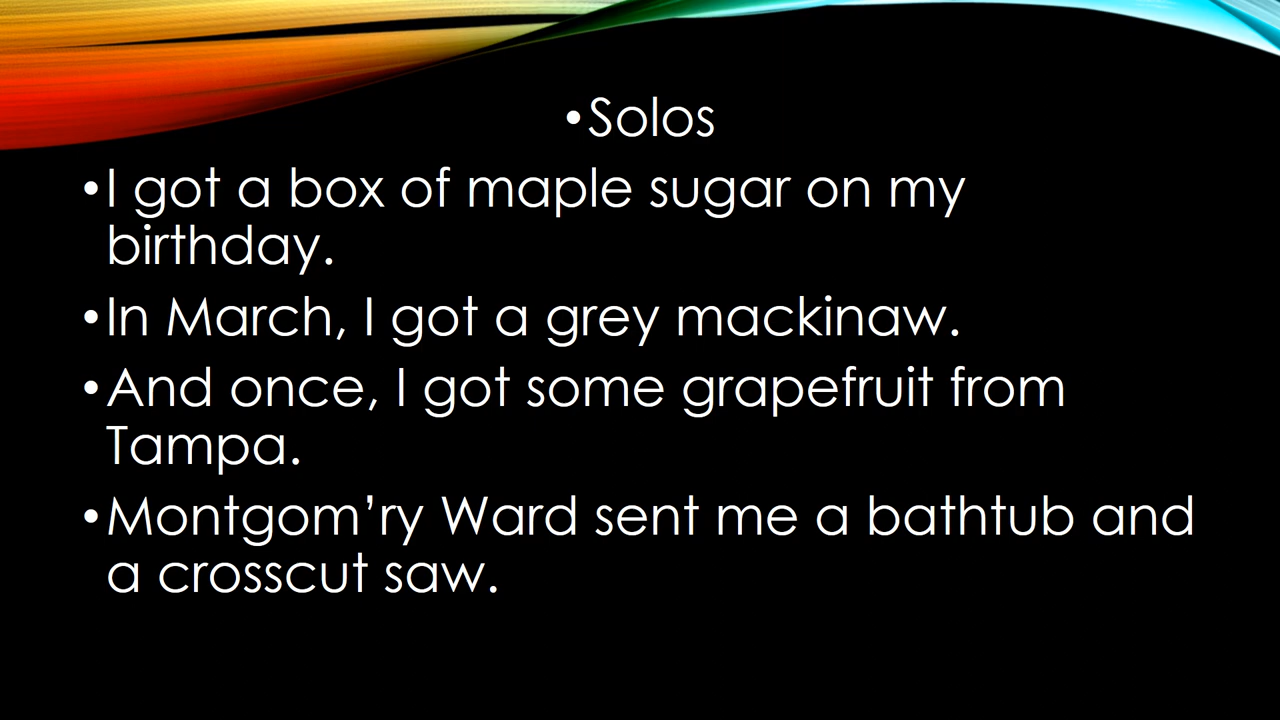 •Solos
•I got a box of maple sugar on my
birthday.
•In March, I got a grey mackinaw.
•And once, I got some grapefruit from
Tampa.
•Montgom’ry Ward sent me a bathtub and
a crosscut saw.